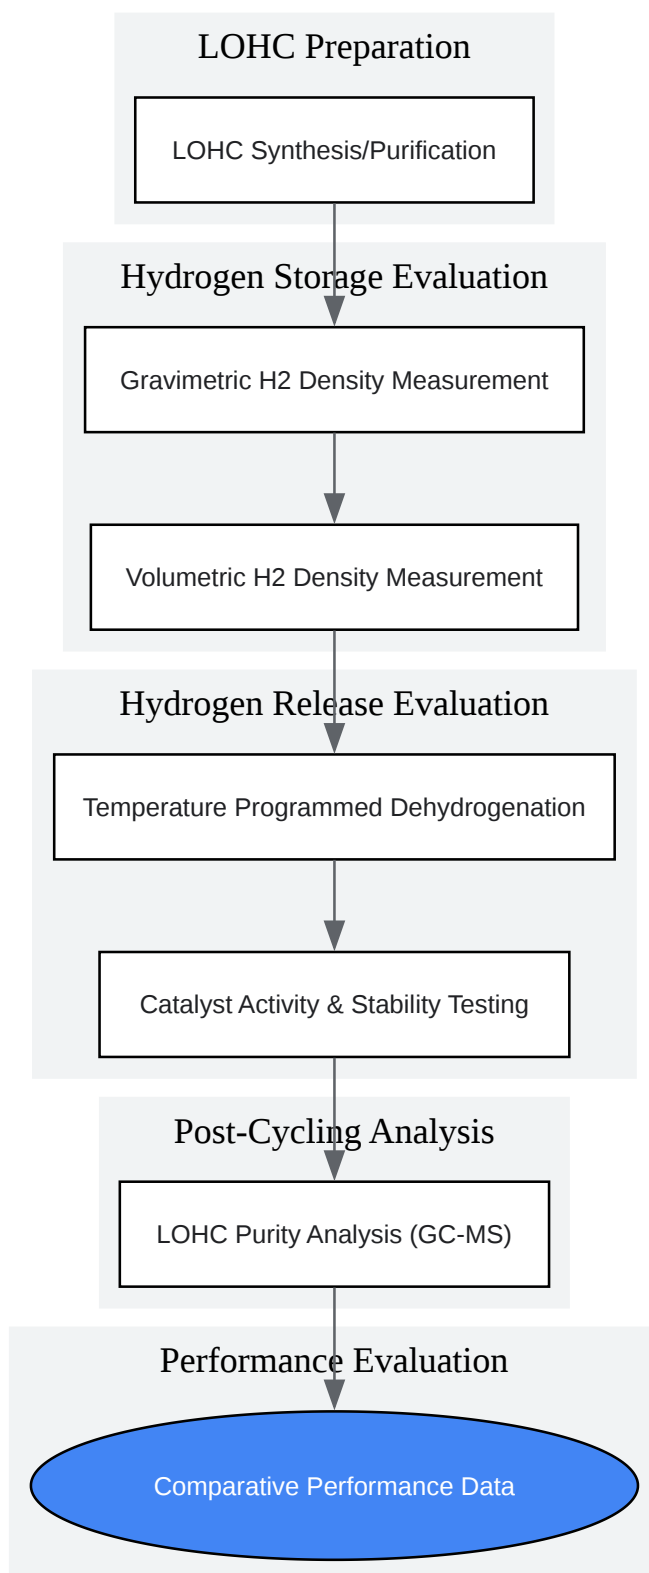 LOHC Preparation
LOHC Synthesis/Purification
Hydrogen Storage Evaluation
Gravimetric H2 Density Measurement
Volumetric H2 Density Measurement
Hydrogen Release Evaluation
Temperature Programmed Dehydrogenation
Catalyst Activity & Stability Testing
Post-Cycling Analysis
LOHC Purity Analysis (GC-MS)
Performance Evaluation
Comparative Performance Data